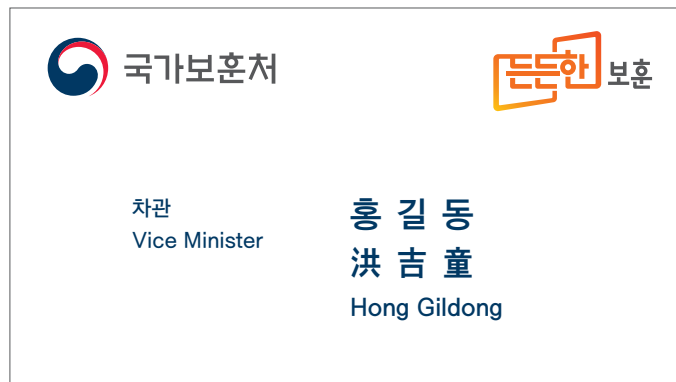 국가보훈처
든든한 보훈
차관
Vice Minister
홍 길 동
洪 吉 童
Hong Gildong